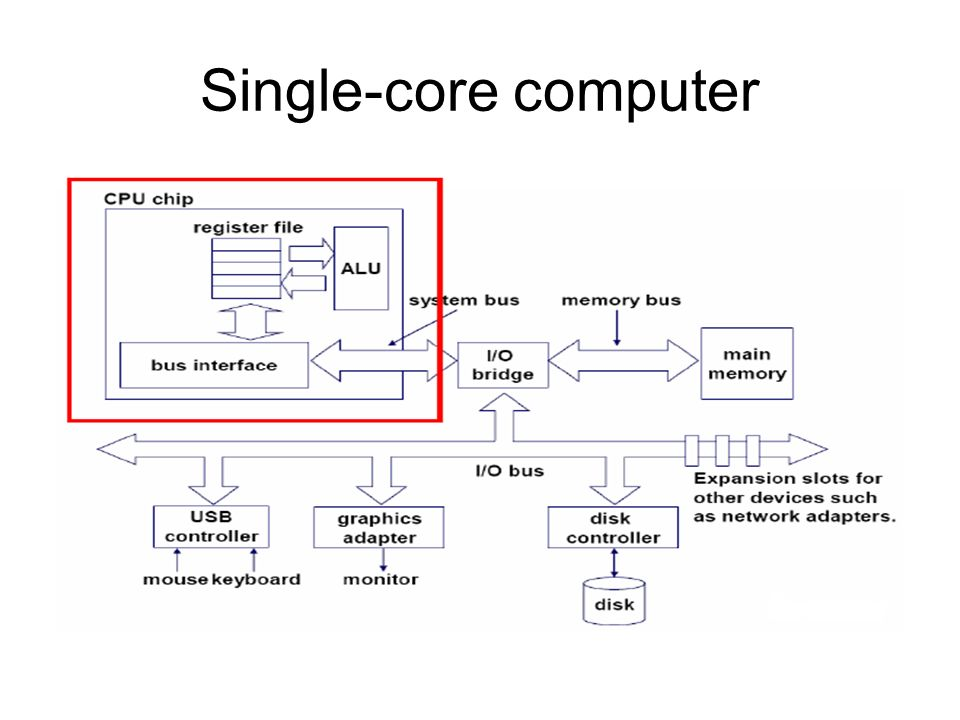 Single-core computer
CPU chip
register file
ALU
system bus
memory bus
bus interface
I/O
bridge
main
memory
I/O bus
Expansion slots for
other devices such
as network adapters.
USB
controller
graphics
adapter
disk
controller
mouse keyboard
monitor
disk